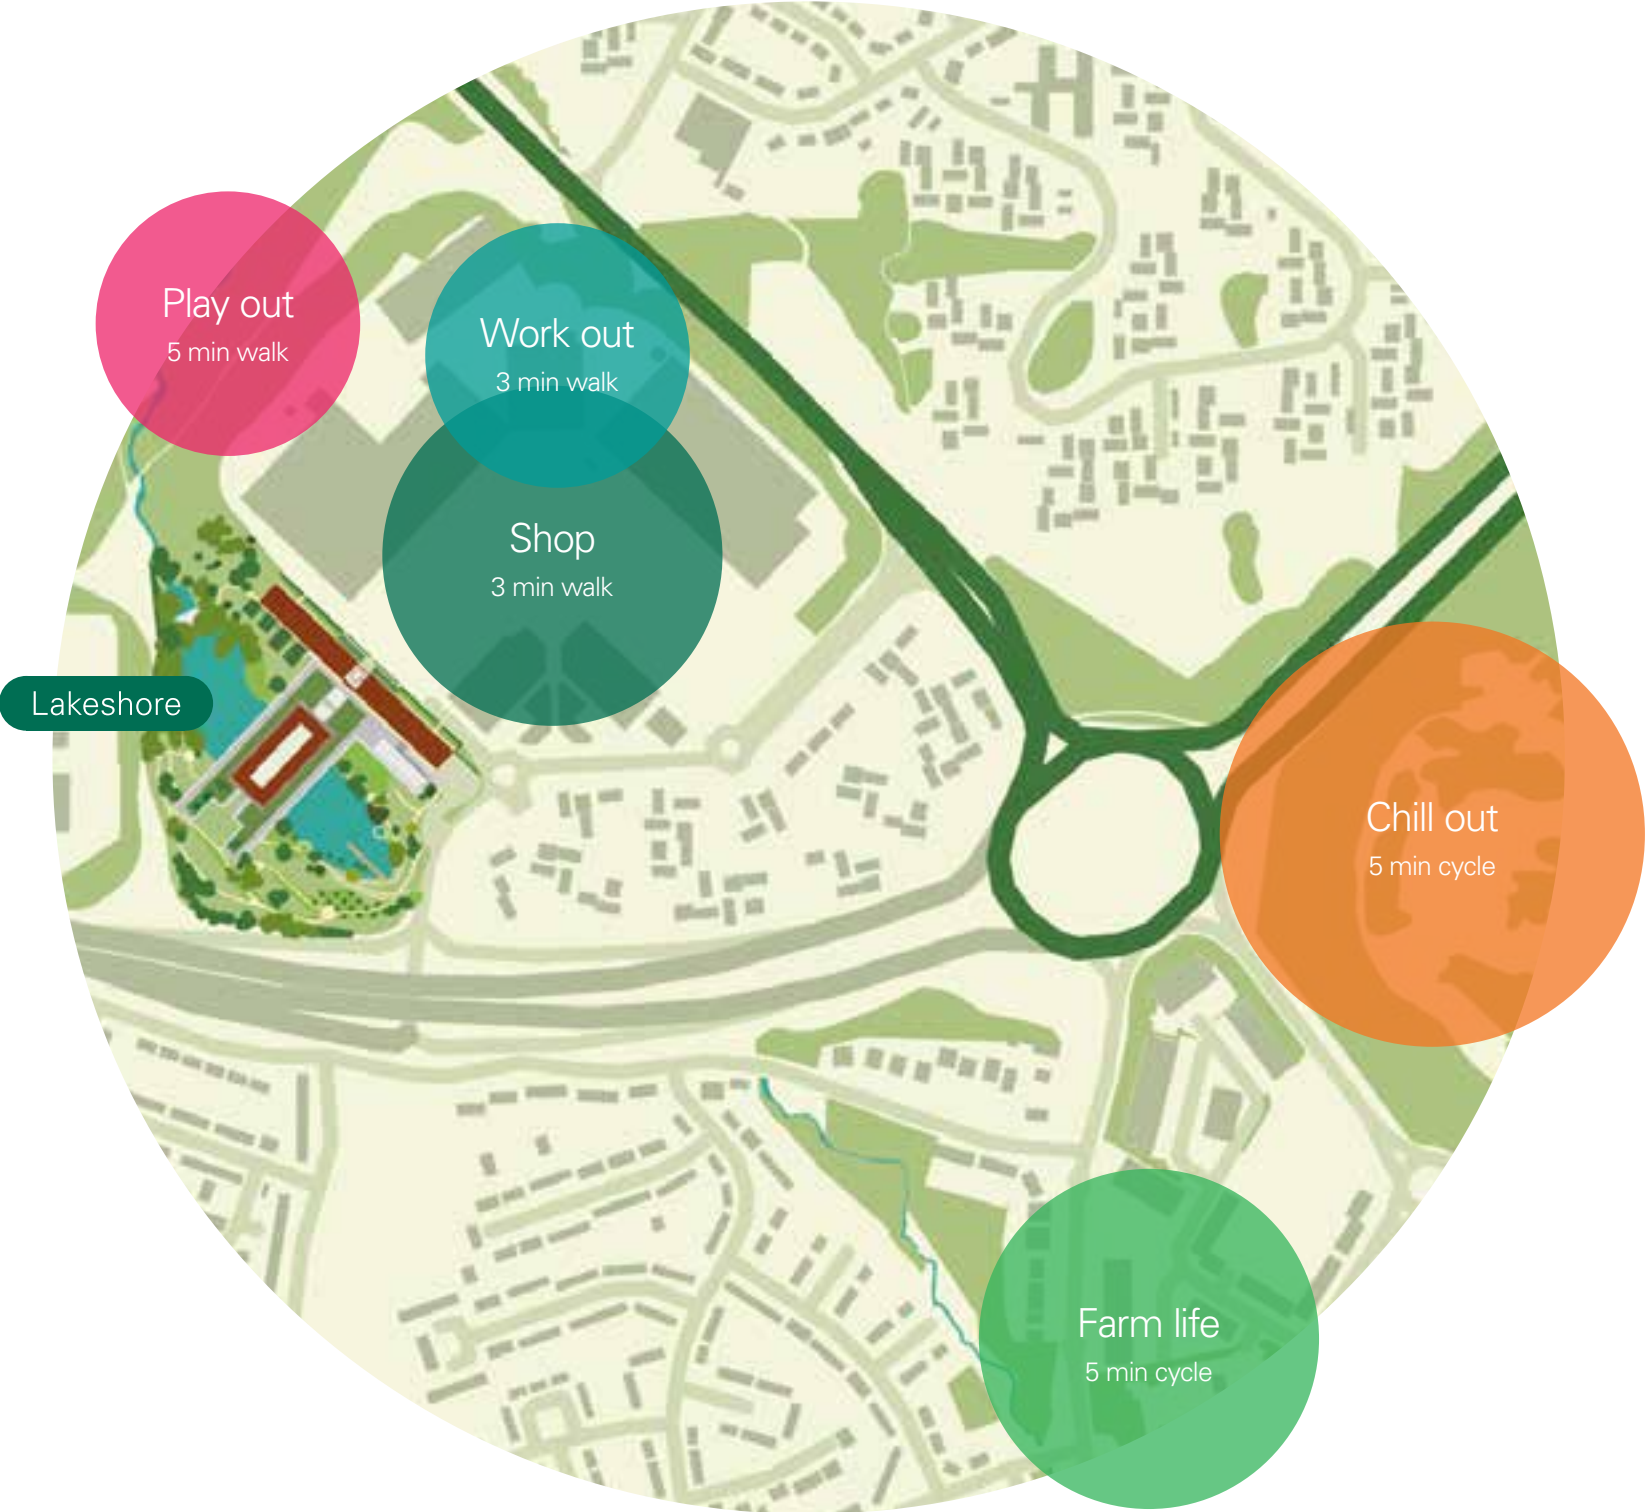 Play out
5 min walk
Work out
3 min walk
Shop
3 min walk
Lakeshore
Chill out
5 min cycle
Farm life
5 min cycle